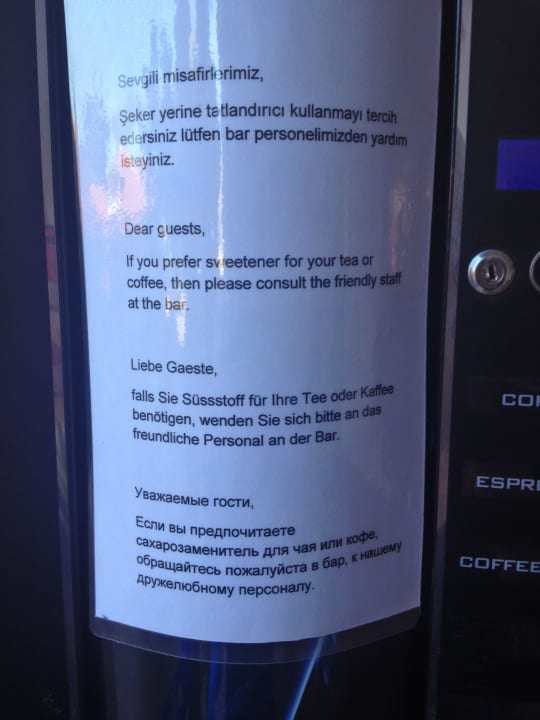 Sevgili misafirlerimiz,
Şeker yerine tatlandırıcı kullanmayı tercih
edersiniz lütfen bar personelimizden yardım
isteyiniz.
Dear guests,
If you prefer sweetener for your tea or
coffee, then please consult the friendly staff
at the bar.
Liebe Gaeste,
falls Sie Süssstoff für Ihre Tee oder Kaffee
benötigen, wenden Sie sich bitte an das
freundliche Personal an der Bar.
Уважаемые гости,
Если вы предпочитаете
сахарозаменитель для чая или кофе,
обращайтесь пожалуйста в бар, к нашему
дружелюбному персоналу.
COFFEE